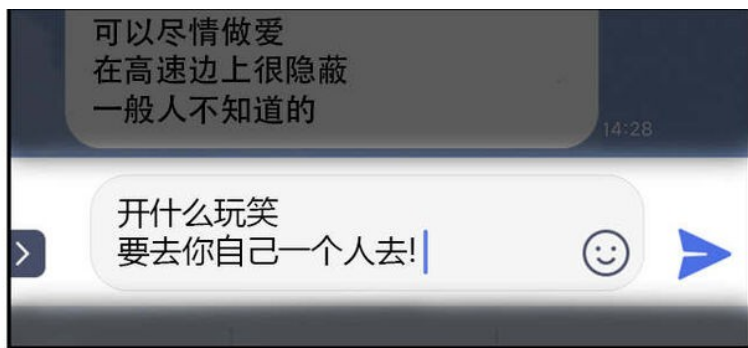 可以尽情做爱
在高速边上很隐蔽
一般人不知道的
14:28
开什么玩笑
要去你自己一个人去!